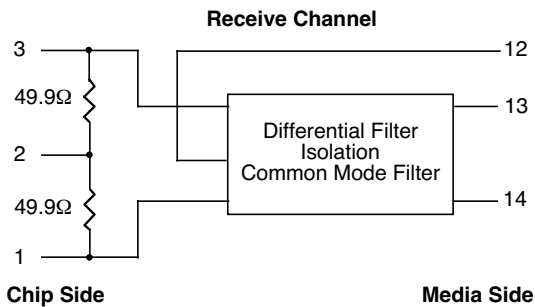 Receive Channel
3
12
49.9Ω
13
Differential Filter
Isolation
Common Mode Filter
2
49.9Ω
14
1
Chip Side
Media Side